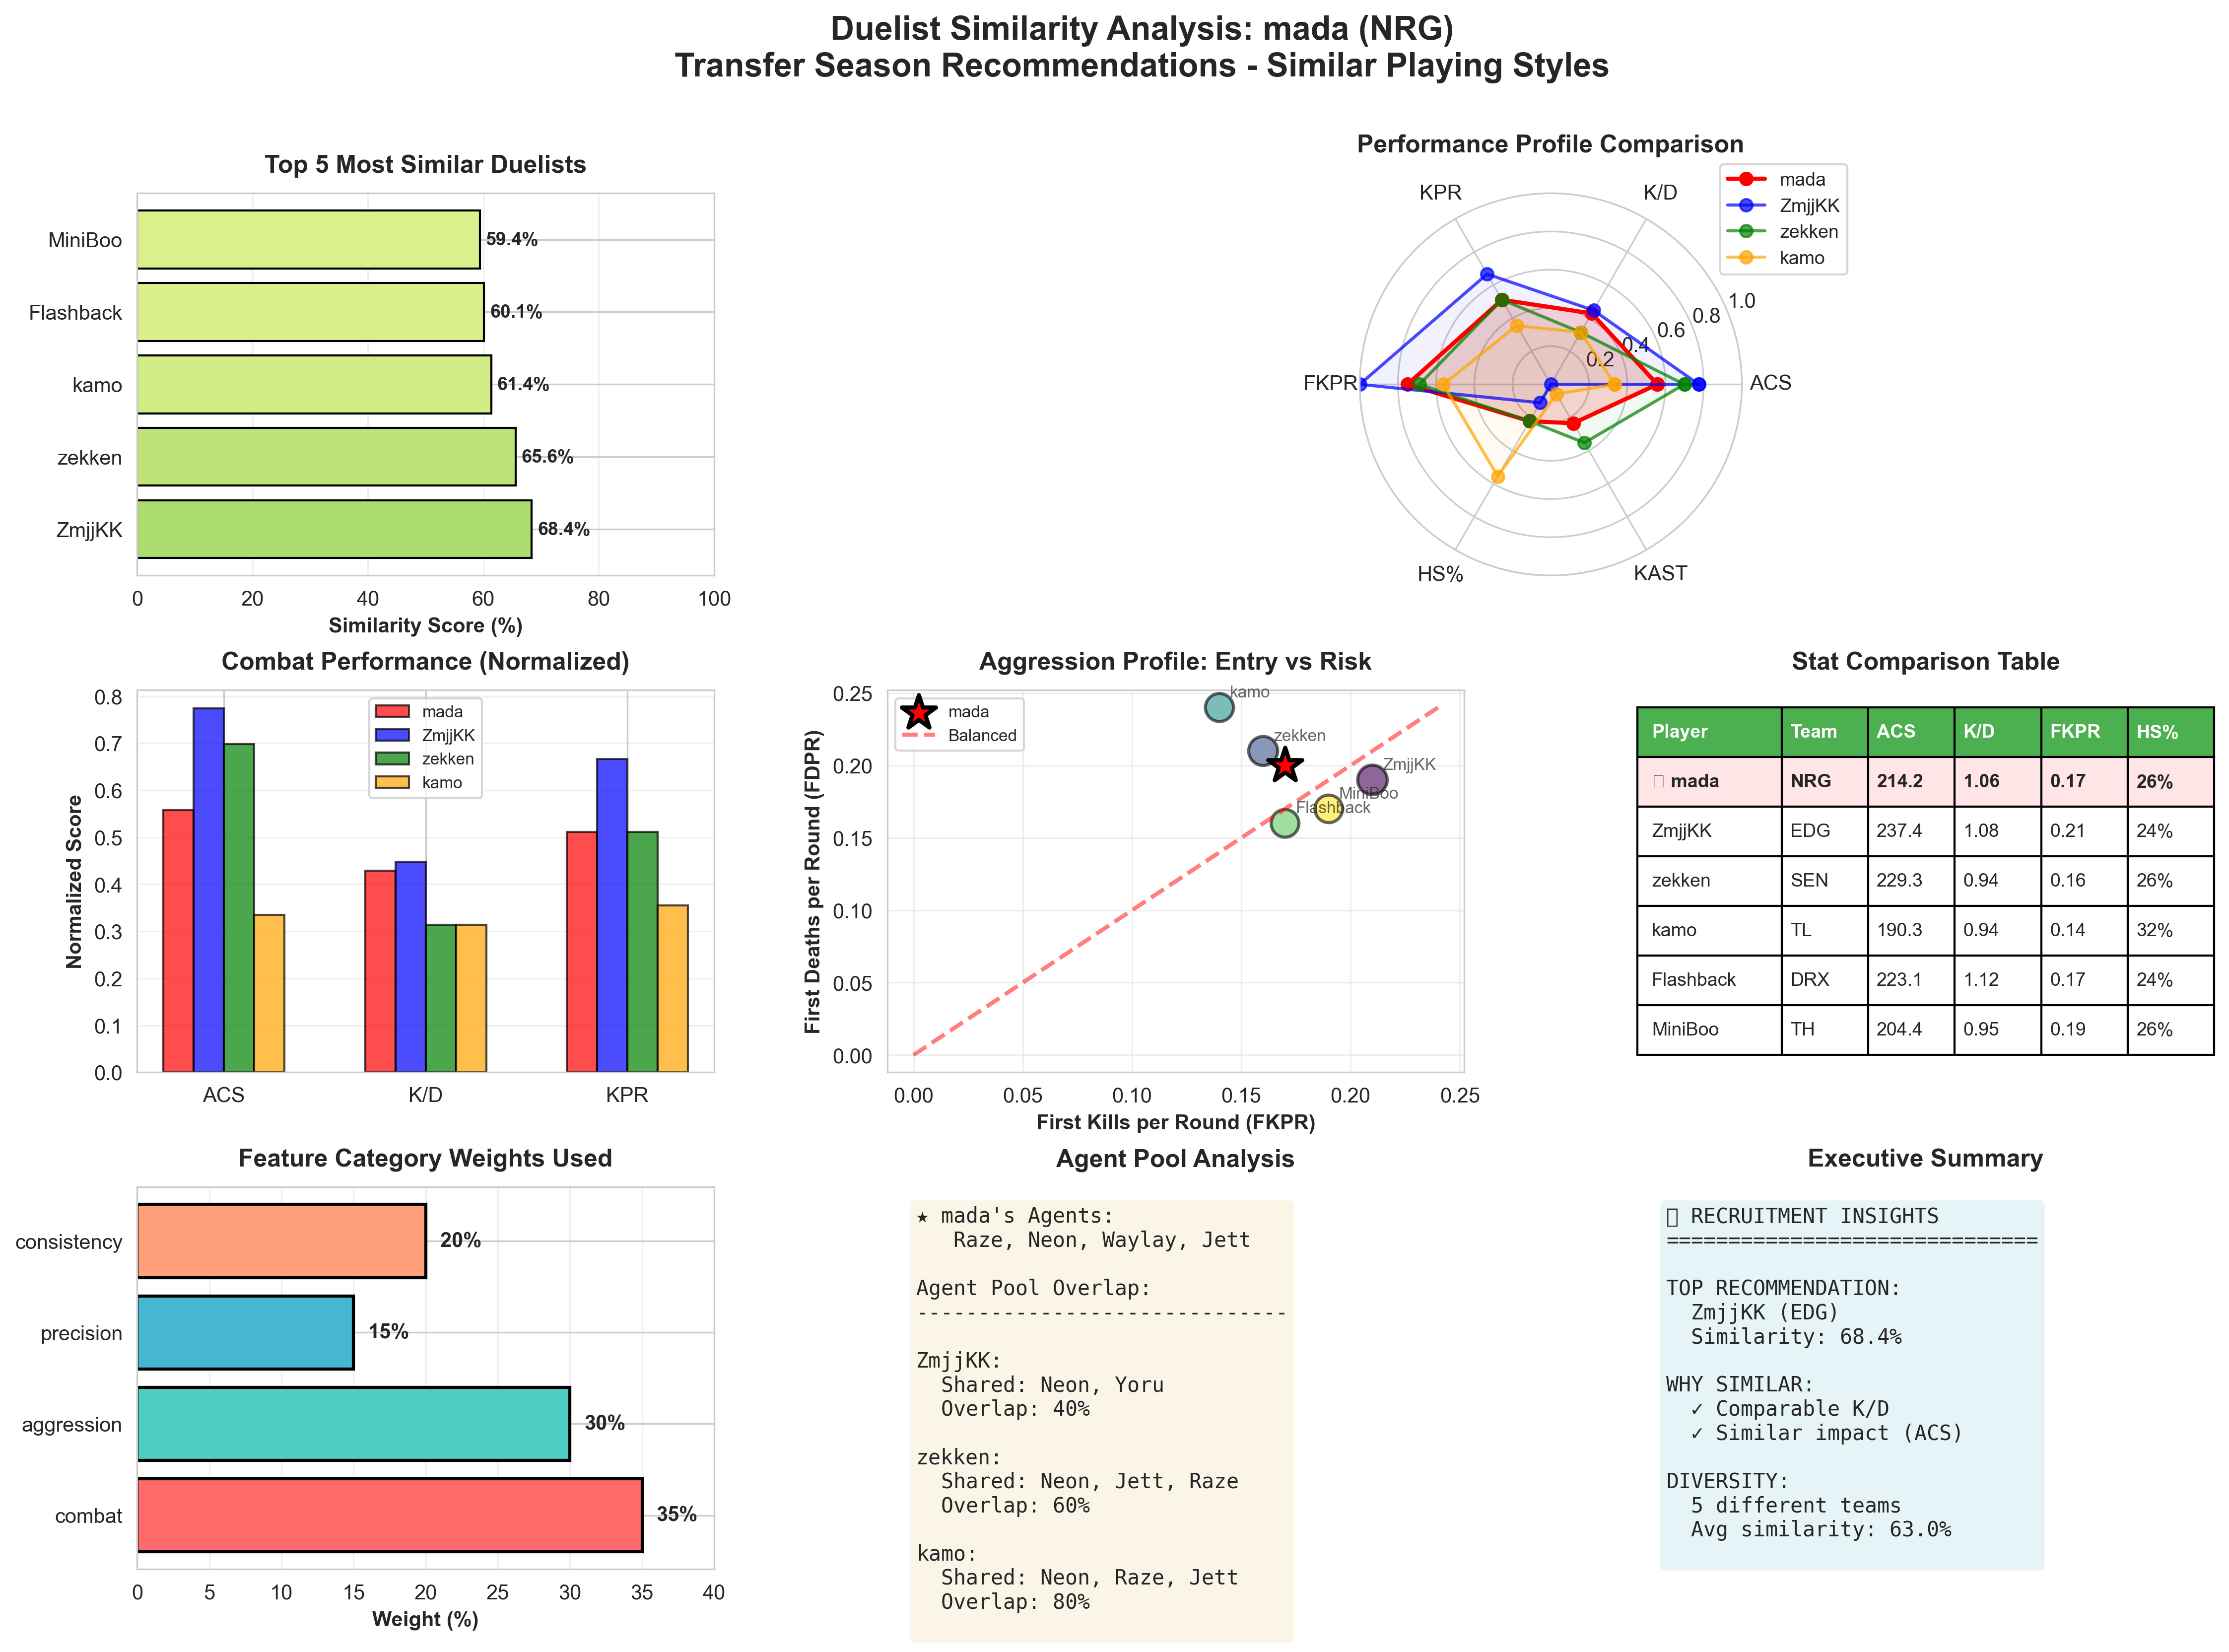 Duelist Similarity Analysis: mada (NRG)
Transfer Season Recommendations - Similar Playing Styles
Top 5 Most Similar Duelists
MiniBoo
59.4%
Flashback
60.1%
kamo
61.4%
zekken
65.6%
ZmjjKK
68.4%
0 20 40 60 80 100
Similarity Score (%)
Performance Profile Comparison
mada
ZmjjKK
zekken
kamo
KPR
K/D
FKPR
ACS
HS%
KAST
0.2 0.4 0.6 0.8 1.0
Combat Performance (Normalized)
Normalized Score
0.8
0.7
0.6
0.5
0.4
0.3
0.2
0.1
0.0
mada
ZmjjKK
zekken
kamo
ACS K/D KPR
Aggression Profile: Entry vs Risk
First Deaths per Round (FDPR)
0.25
0.20
0.15
0.10
0.05
0.00
mada
Balanced
kamo
zekken
ZmjjKK
MiniBoo
Flashback
0.00 0.05 0.10 0.15 0.20 0.25
First Kills per Round (FKPR)
Stat Comparison Table
Player Team ACS K/D FKPR HS%
mada NRG 214.2 1.06 0.17 26%
ZmjjKK EDG 237.4 1.08 0.21 24%
zekken SEN 229.3 0.94 0.16 26%
kamo TL 190.3 0.94 0.14 32%
Flashback DRX 223.1 1.12 0.17 24%
MiniBoo TH 204.4 0.95 0.19 26%
Feature Category Weights Used
consistency
20%
precision
15%
aggression
30%
combat
35%
0 5 10 15 20 25 30 35 40
Weight (%)
Agent Pool Analysis
★ mada's Agents:
Raze, Neon, Waylay, Jett
Agent Pool Overlap:
------------------------------
ZmjjKK:
Shared: Neon, Yoru
Overlap: 40%
zekken:
Shared: Neon, Jett, Raze
Overlap: 60%
kamo:
Shared: Neon, Raze, Jett
Overlap: 80%
Executive Summary
RECRUITMENT INSIGHTS
==============================
TOP RECOMMENDATION:
ZmjjKK (EDG)
Similarity: 68.4%
WHY SIMILAR:
✓ Comparable K/D
✓ Similar impact (ACS)
DIVERSITY:
5 different teams
Avg similarity: 63.0%